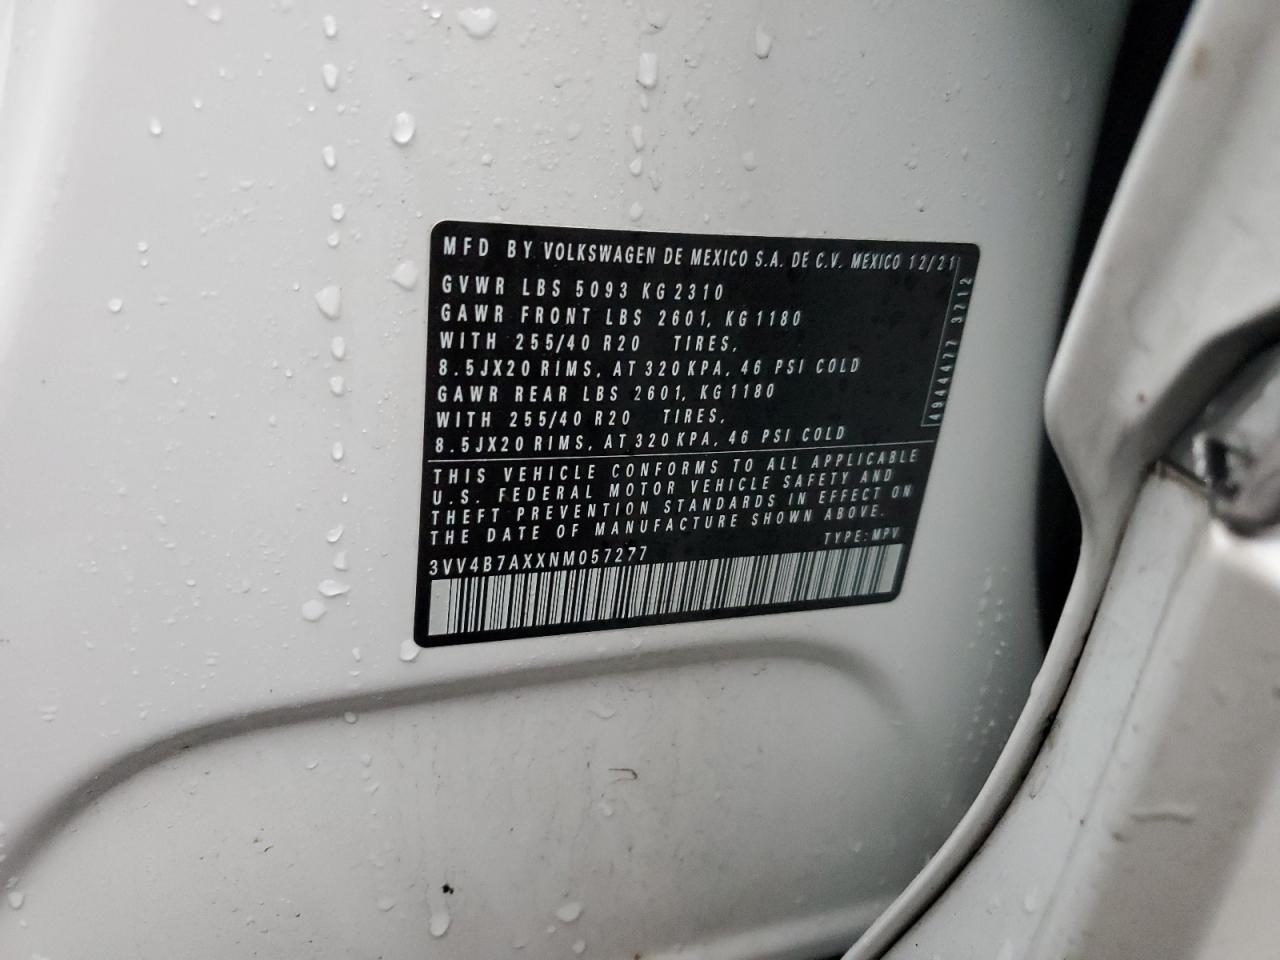 MFD BY VOLKSWAGEN DE MEXICO S.A. DE C.V. MEXICO 12/21
GVWR LBS 5093 KG 2310
GAWR FRONT LBS 2601, KG 1180
WITH 255/40 R20 TIRES,
8.5JX20 RIMS, AT 320 KPA, 46 PSI COLD
GAWR REAR LBS 2601, KG 1180
WITH 255/40 R20 TIRES,
8.5JX20 RIMS, AT 320 KPA, 46 PSI COLD
4944477 3712
THIS VEHICLE CONFORMS TO ALL APPLICABLE
U.S. FEDERAL MOTOR VEHICLE SAFETY AND
THEFT PREVENTION STANDARDS IN EFFECT ON
THE DATE OF MANUFACTURE SHOWN ABOVE.
TYPE: MPV
3VV4B7AXXNM057277